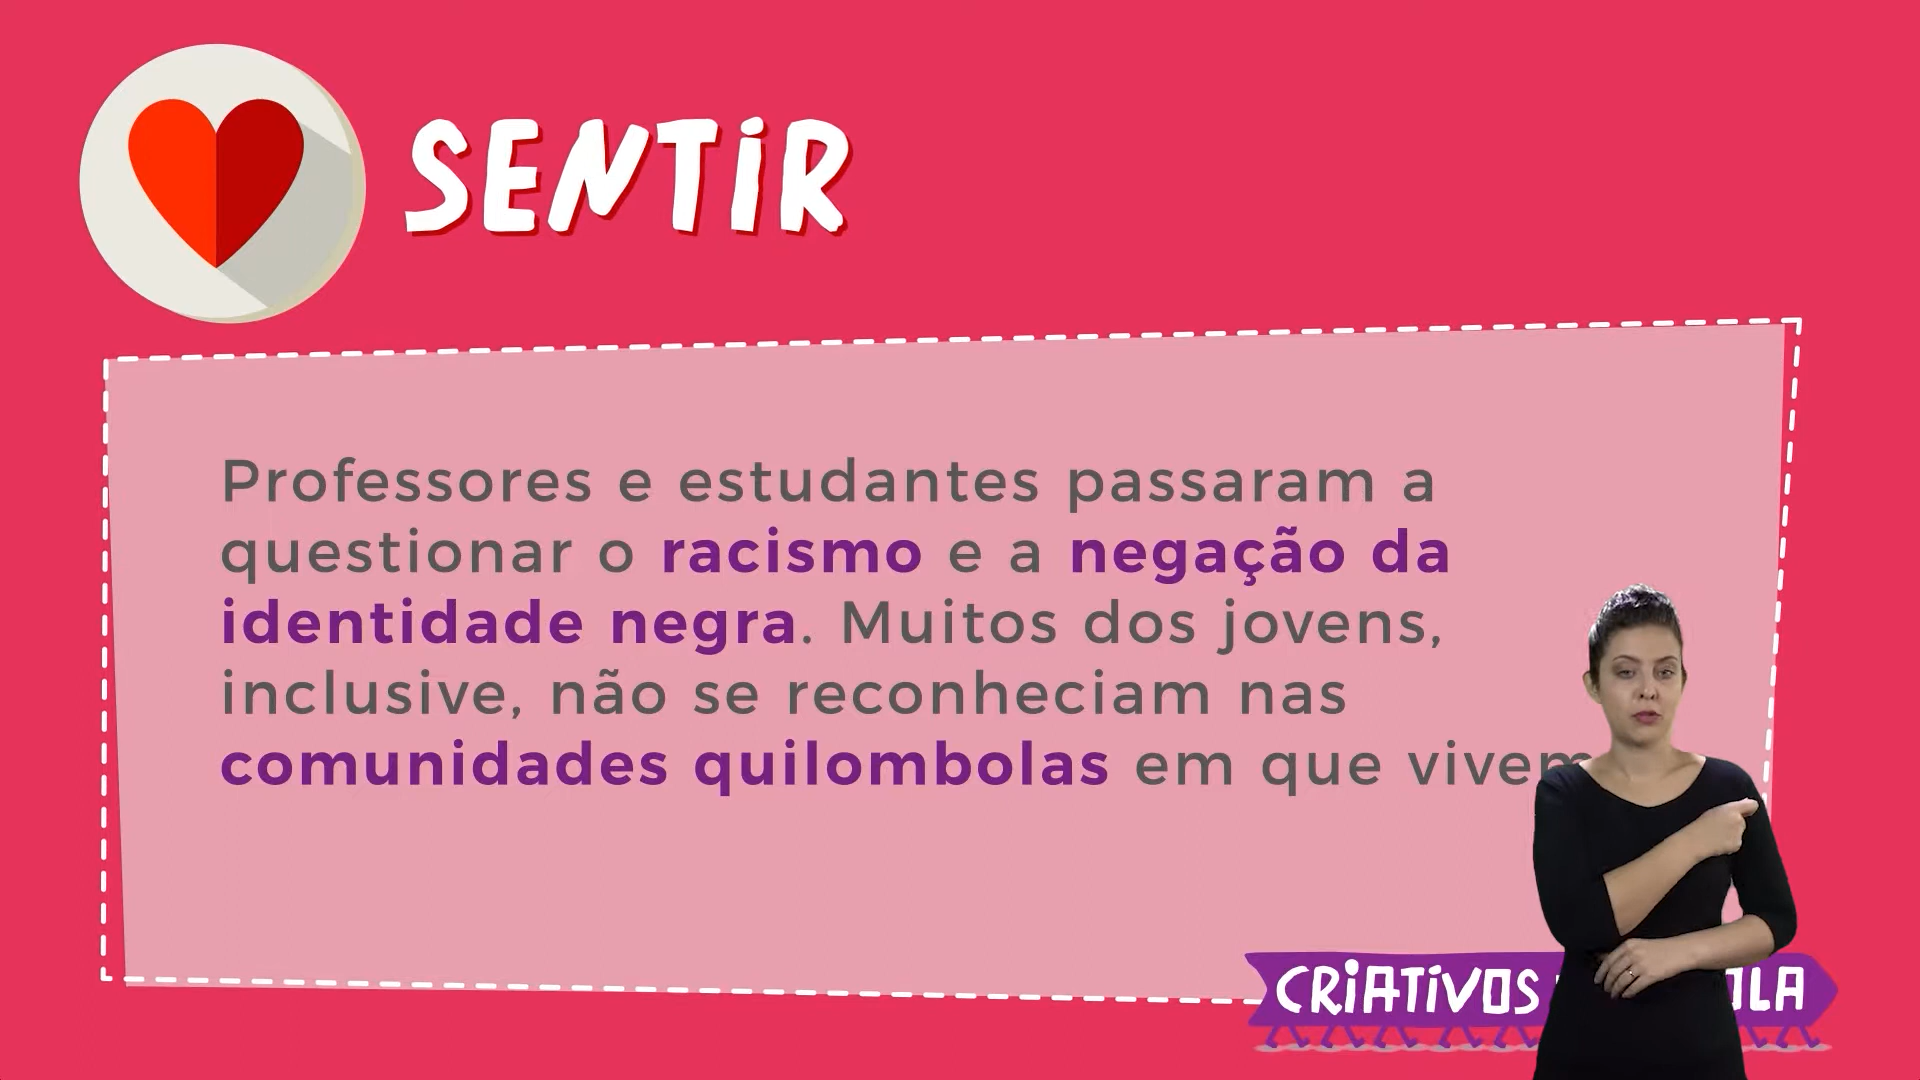 SENTIR
Professores e estudantes passaram a
questionar o racismo e a negação da
identidade negra. Muitos dos jovens,
inclusive, não se reconheciam nas
comunidades quilombolas em que vivem
CRIATIVOS